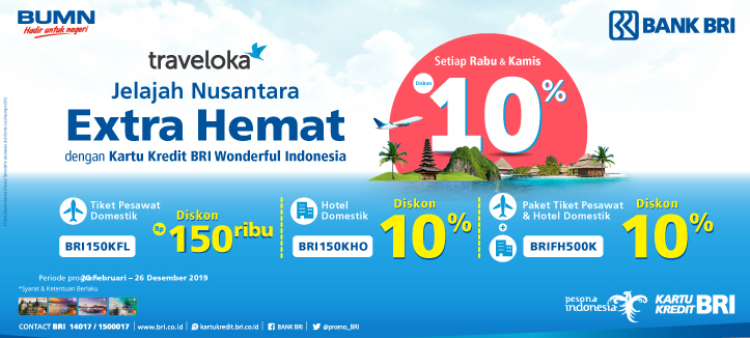 BUMN
Hadir untuk negeri
BANK BRI
traveloka
Jelajah Nusantara
Extra Hemat
dengan Kartu Kredit BRI Wonderful Indonesia
Setiap Rabu & Kamis
Diskon 10%
Tiket Pesawat
Domestik
BRI150KFL
Diskon
Rp 150 ribu
Hotel
Domestik
BRI150KHO
Diskon
10%
Paket Tiket Pesawat
& Hotel Domestik
+
BRIFH500K
Diskon
10%
20 februari – 26 Desember 2019
*Syarat & Ketentuan Berlaku
pesona indonesia
KARTU KREDIT BRI
CONTACT BRI 14017 / 1500017 | www.bri.co.id | kartukredit.bri.co.id | BANK BRI | @promo_BRI